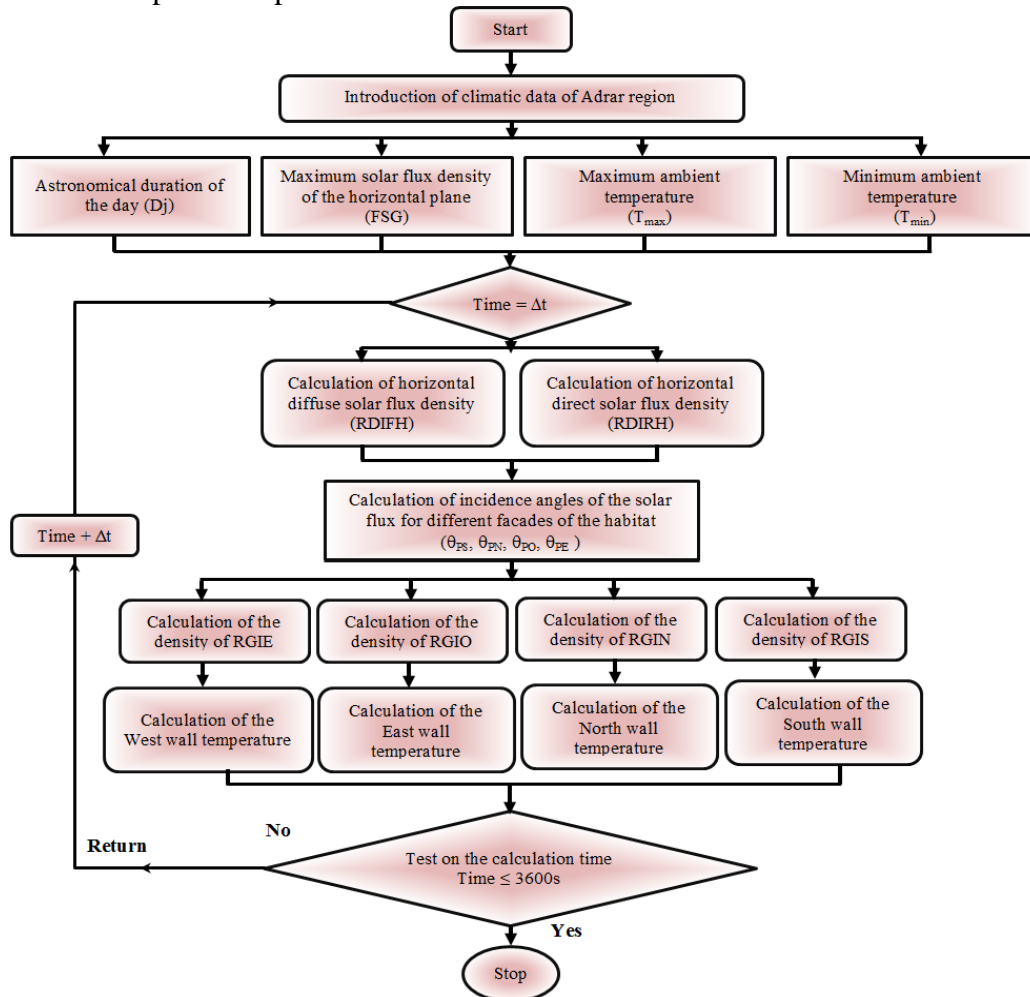 Start
Introduction of climatic data of Adrar region
Astronomical duration of
the day (Dj)
Maximum solar flux density
of the horizontal plane
(FSG)
Maximum ambient
temperature
(Tmax)
Minimum ambient
temperature
(Tmin)
Time = Δt
Calculation of horizontal
diffuse solar flux density
(RDIFH)
Calculation of horizontal
direct solar flux density
(RDIRH)
Calculation of incidence angles of the solar
flux for different facades of the habitat
(θPS, θPN, θPO, θPE )
Time + Δt
Calculation of the
density of RGIE
Calculation of the
density of RGIO
Calculation of the
density of RGIN
Calculation of the
density of RGIS
Calculation of the
West wall temperature
Calculation of the
East wall
temperature
Calculation of the
North wall
temperature
Calculation of the
South wall
temperature
No
Return
Test on the calculation time
Time ≤ 3600s
Yes
Stop